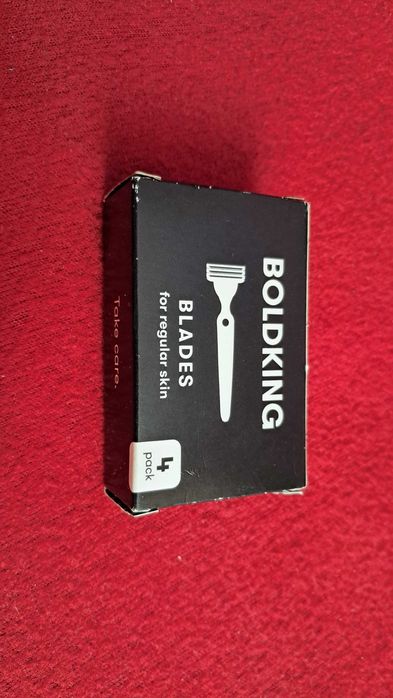 BOLDKING
BLADES
for regular skin
4
pack
Take care.